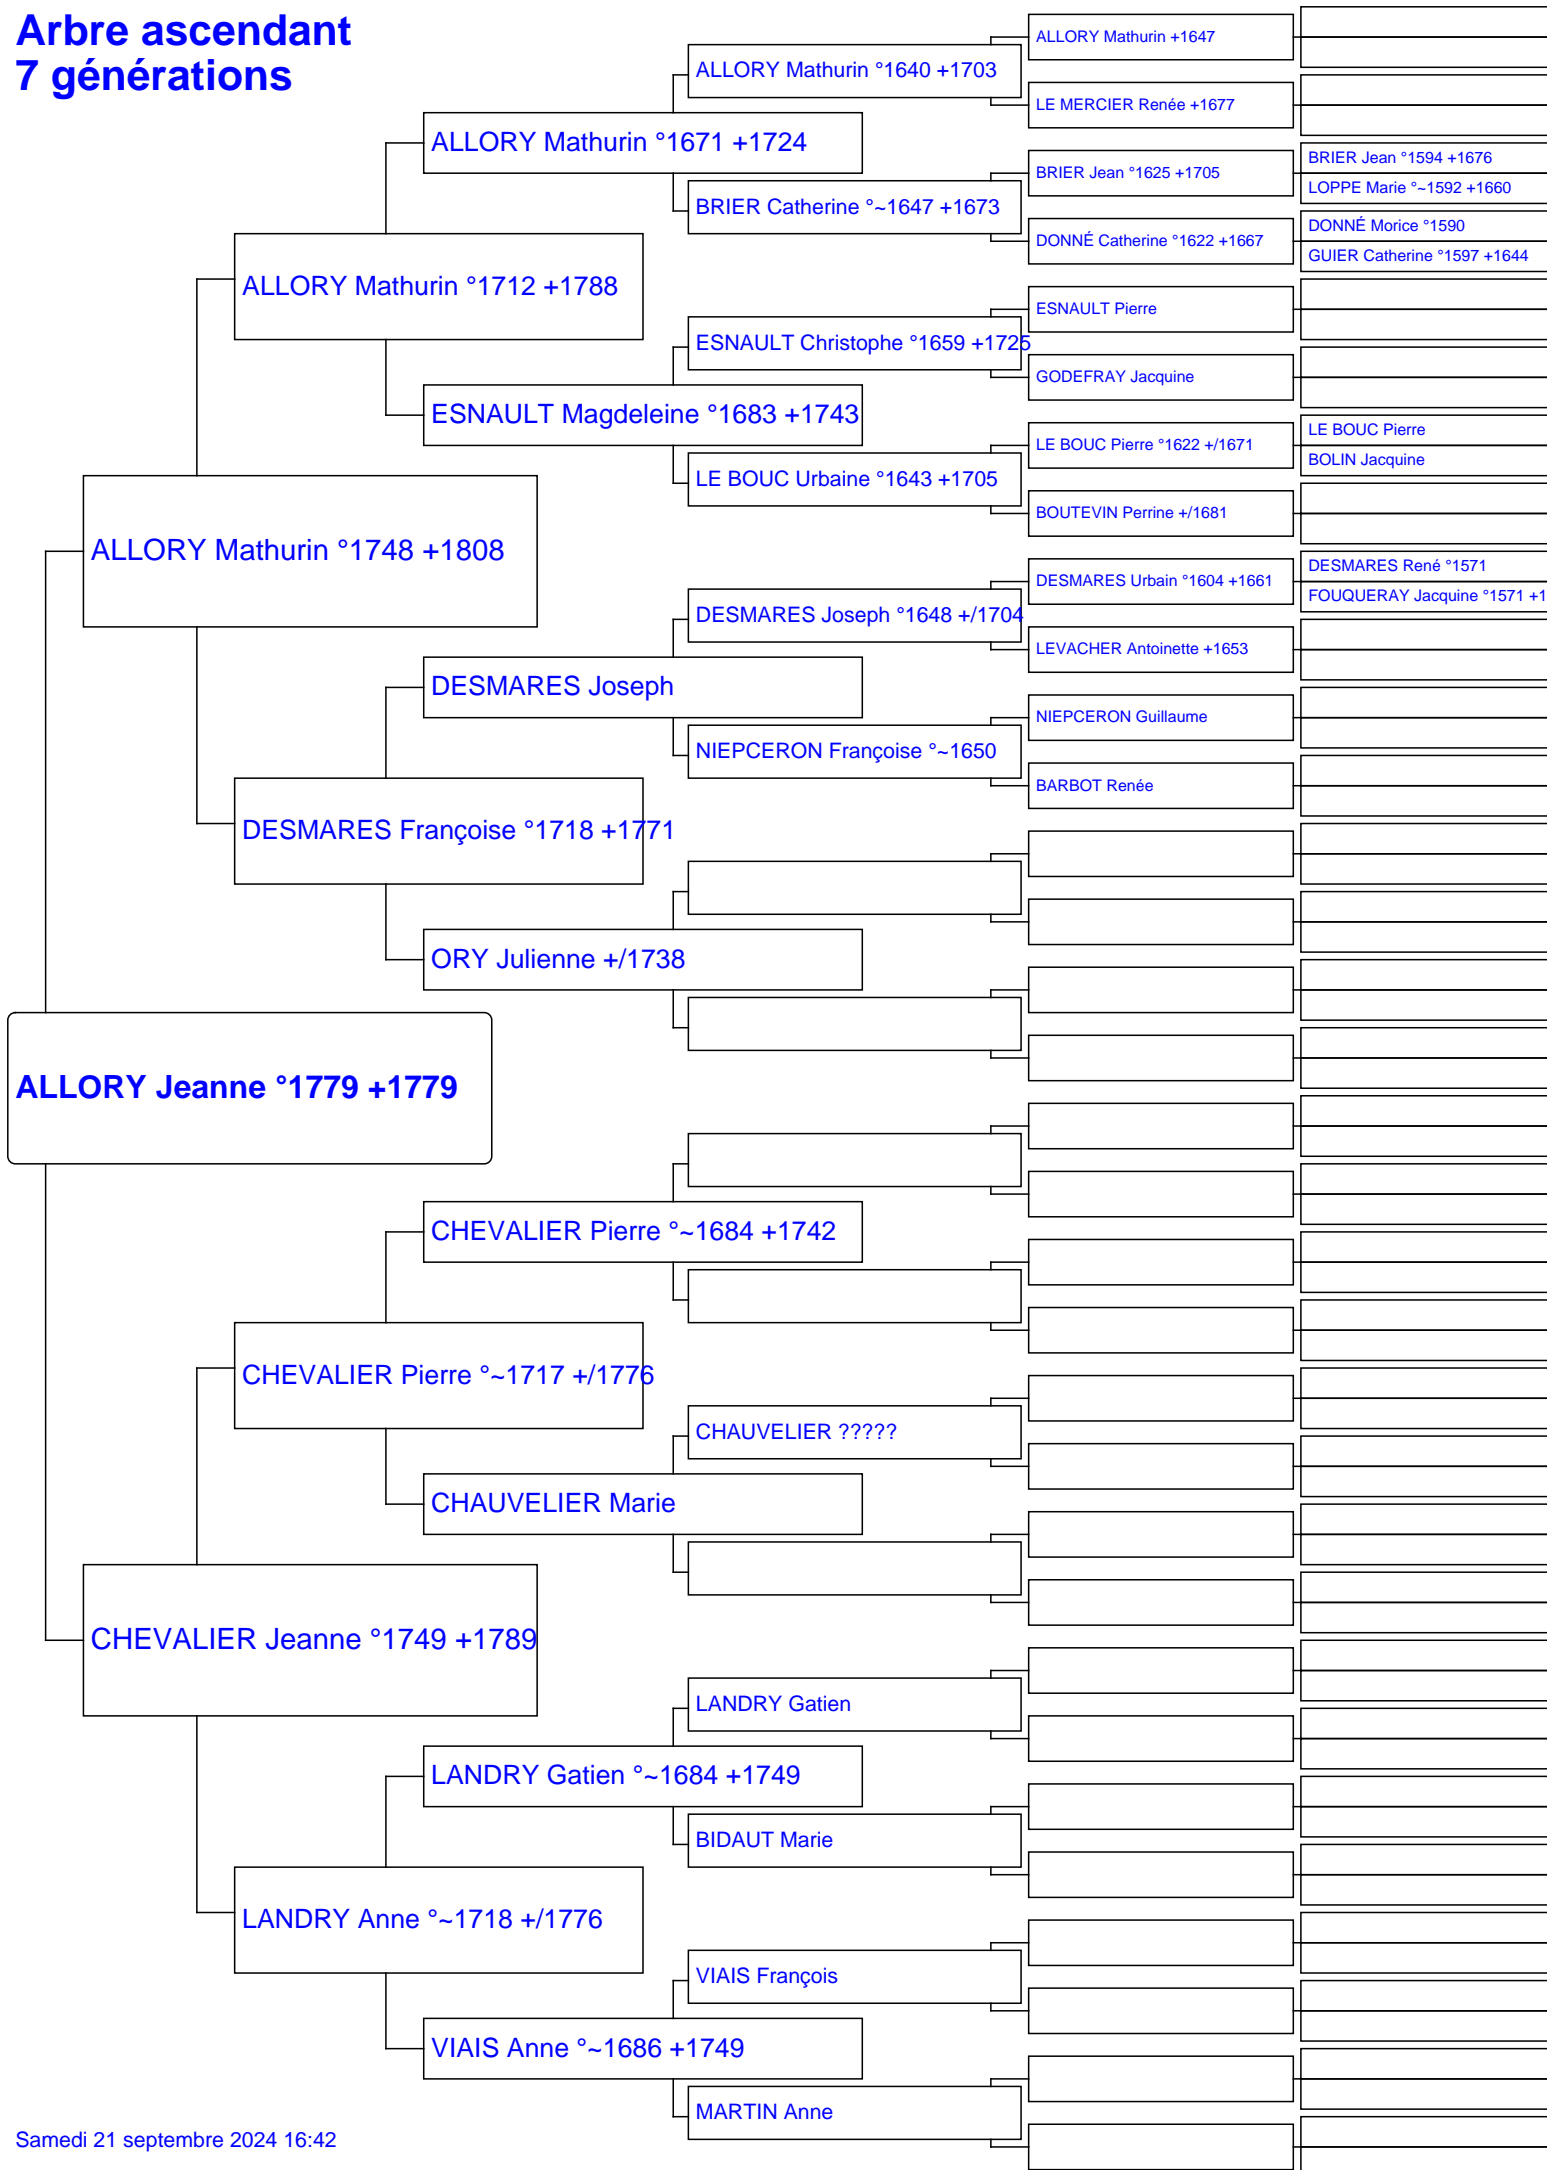 Arbre ascendant
7 générations
ALLORY Jeanne °1779 +1779
ALLORY Mathurin °1748 +1808
CHEVALIER Jeanne °1749 +1789
ALLORY Mathurin °1712 +1788
DESMARES Françoise °1718 +1771
CHEVALIER Pierre °~1717 +/1776
LANDRY Anne °~1718 +/1776
ALLORY Mathurin °1671 +1724
ESNAULT Magdeleine °1683 +1743
DESMARES Joseph
ORY Julienne +/1738
CHEVALIER Pierre °~1684 +1742
CHAUVELIER Marie
LANDRY Gatien °~1684 +1749
VIAIS Anne °~1686 +1749
ALLORY Mathurin °1640 +1703
BRIER Catherine °~1647 +1673
ESNAULT Christophe °1659 +1725
LE BOUC Urbaine °1643 +1705
DESMARES Joseph °1648 +/1704
NIEPCERON Françoise °~1650
CHAUVELIER ?????
LANDRY Gatien
BIDAUT Marie
VIAIS François
MARTIN Anne
ALLORY Mathurin +1647
LE MERCIER Renée +1677
BRIER Jean °1625 +1705
DONNÉ Catherine °1622 +1667
ESNAULT Pierre
GODEFRAY Jacquine
LE BOUC Pierre °1622 +/1671
BOUTEVIN Perrine +/1681
DESMARES Urbain °1604 +1661
LEVACHER Antoinette +1653
NIEPCERON Guillaume
BARBOT Renée
BRIER Jean °1594 +1676
LOPPE Marie °~1592 +1660
DONNÉ Morice °1590
GUIER Catherine °1597 +1644
LE BOUC Pierre
BOLIN Jacquine
DESMARES René °1571
FOUQUERAY Jacquine °1571 +1
Samedi 21 septembre 2024 16:42